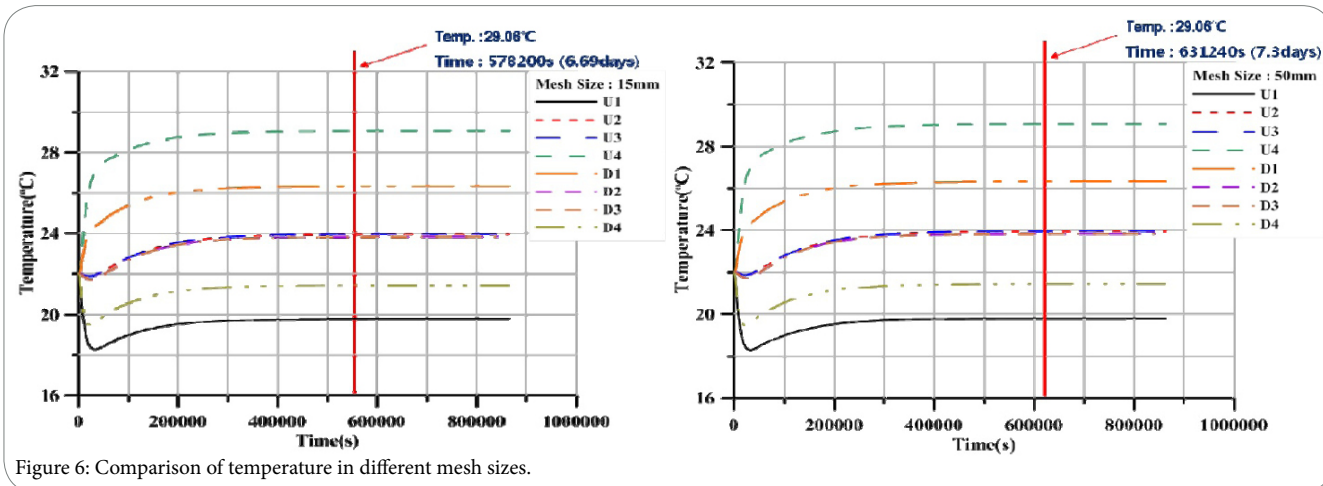 Temp. :29.06℃
Time : 578200s (6.69days)
32
28
24
20
16
Temperature(°C)
Mesh Size : 15mm
U1
U2
U3
U4
D1
D2
D3
D4
0 200000 400000 600000 800000 1000000
Time(s)
Temp. :29.06℃
Time : 631240s (7.3days)
32
28
24
20
16
Temperature(°C)
Mesh Size : 50mm
U1
U2
U3
U4
D1
D2
D3
D4
0 200000 400000 600000 800000 1000000
Time(s)
Figure 6: Comparison of temperature in different mesh sizes.